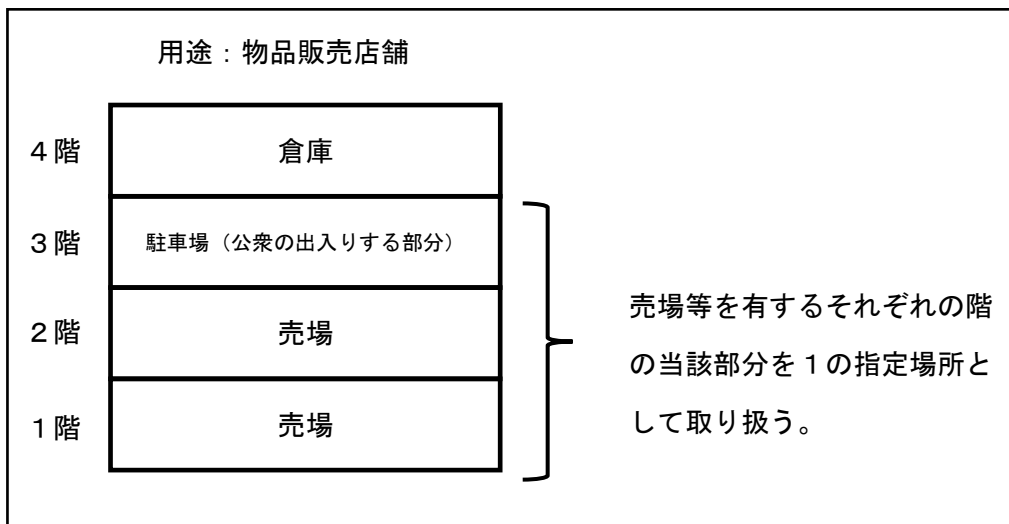 用途：物品販売店舗
４階
倉庫
３階
駐車場（公衆の出入りする部分）
２階
売場
１階
売場
売場等を有するそれぞれの階
の当該部分を１の指定場所と
して取り扱う。